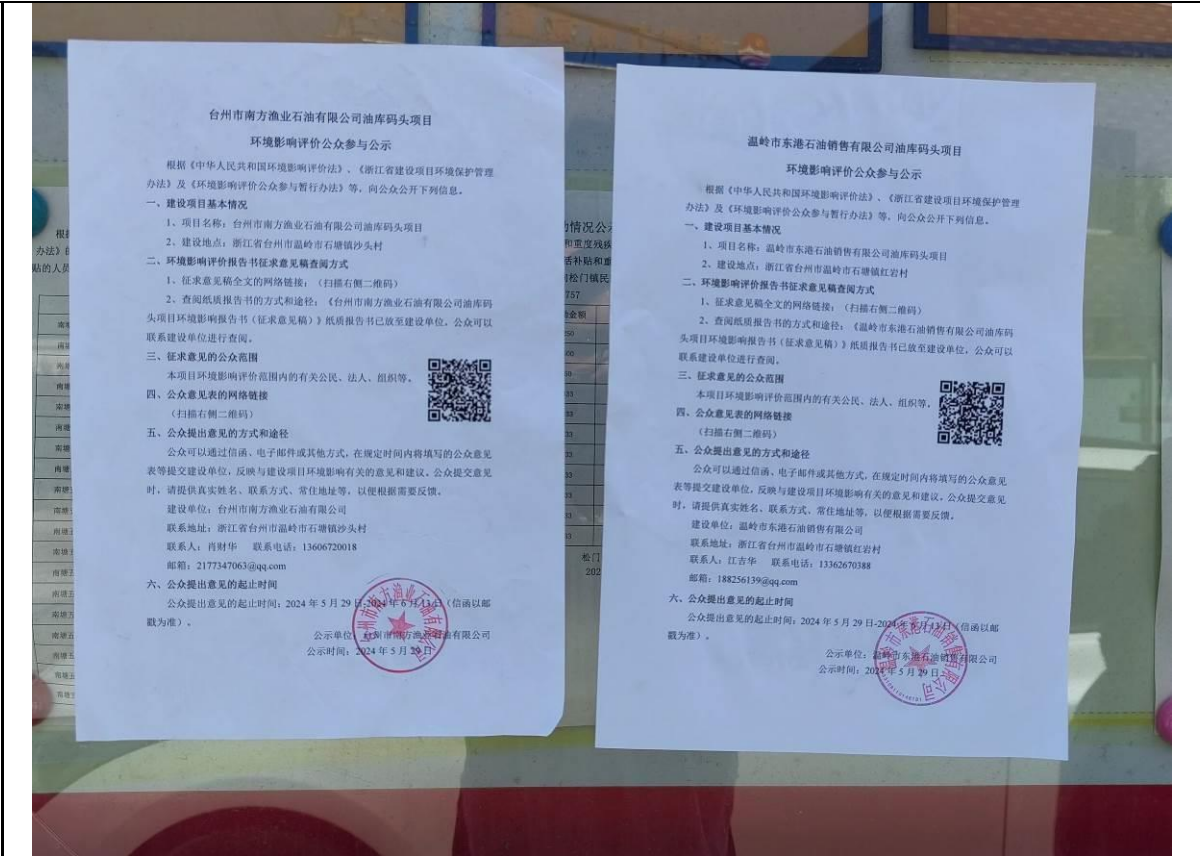 台州市南方渔业石油有限公司油库码头项目
环境影响评价公众参与公示
根据《中华人民共和国环境影响评价法》、《浙江省建设项目环境保护管理
办法》及《环境影响评价公众参与暂行办法》等，向公众公开下列信息。
一、建设项目基本情况
1、项目名称：台州市南方渔业石油有限公司油库码头项目
2、建设地点：浙江省台州市温岭市石塘镇沙头村
二、环境影响评价报告书征求意见稿查阅方式
1、征求意见稿全文的网络链接：（扫描右侧二维码）
2、查阅纸质报告书的方式和途径：《台州市南方渔业石油有限公司油库码
头项目环境影响报告书（征求意见稿）》纸质报告书已放至建设单位，公众可以
联系建设单位进行查阅。
三、征求意见的公众范围
本项目环境影响评价范围内的有关公民、法人、组织等。
四、公众意见表的网络链接
（扫描右侧二维码）
五、公众提出意见的方式和途径
公众可以通过信函、电子邮件或其他方式，在规定时间内将填写的公众意见
表等提交建设单位，反映与建设项目环境影响有关的意见和建议。公众提交意见
时，请提供真实姓名、联系方式、常住地址等，以便根据需要反馈。
建设单位：台州市南方渔业石油有限公司
联系地址：浙江省台州市温岭市石塘镇沙头村
联系人：肖财华 联系电话：13606720018
邮箱：2177347063@qq.com
六、公众提出意见的起止时间
公众提出意见的起止时间：2024 年 5 月 29 日-2024 年 6 月 13 日（信函以邮
戳为准）。
公示单位：台州市南方渔业石油有限公司
公示时间：2024 年 5 月 29 日
温岭市东港石油销售有限公司油库码头项目
环境影响评价公众参与公示
根据《中华人民共和国环境影响评价法》、《浙江省建设项目环境保护管理
办法》及《环境影响评价公众参与暂行办法》等，向公众公开下列信息。
一、建设项目基本情况
1、项目名称：温岭市东港石油销售有限公司油库码头项目
2、建设地点：浙江省台州市温岭市石塘镇红岩村
二、环境影响评价报告书征求意见稿查阅方式
1、征求意见稿全文的网络链接：（扫描右侧二维码）
2、查阅纸质报告书的方式和途径：《温岭市东港石油销售有限公司油库码
头项目环境影响报告书（征求意见稿）》纸质报告书已放至建设单位，公众可以
联系建设单位进行查阅。
三、征求意见的公众范围
本项目环境影响评价范围内的有关公民、法人、组织等。
四、公众意见表的网络链接
（扫描右侧二维码）
五、公众提出意见的方式和途径
公众可以通过信函、电子邮件或其他方式，在规定时间内将填写的公众意见
表等提交建设单位，反映与建设项目环境影响有关的意见和建议。公众提交意见
时，请提供真实姓名、联系方式、常住地址等，以便根据需要反馈。
建设单位：温岭市东港石油销售有限公司
联系地址：浙江省台州市温岭市石塘镇红岩村
联系人：江吉华 联系电话：13362670388
邮箱：188256139@qq.com
六、公众提出意见的起止时间
公众提出意见的起止时间：2024 年 5 月 29 日-2024 年 6 月 13 日（信函以邮
戳为准）。
公示单位：温岭市东港石油销售有限公司
公示时间：2024 年 5 月 29 日